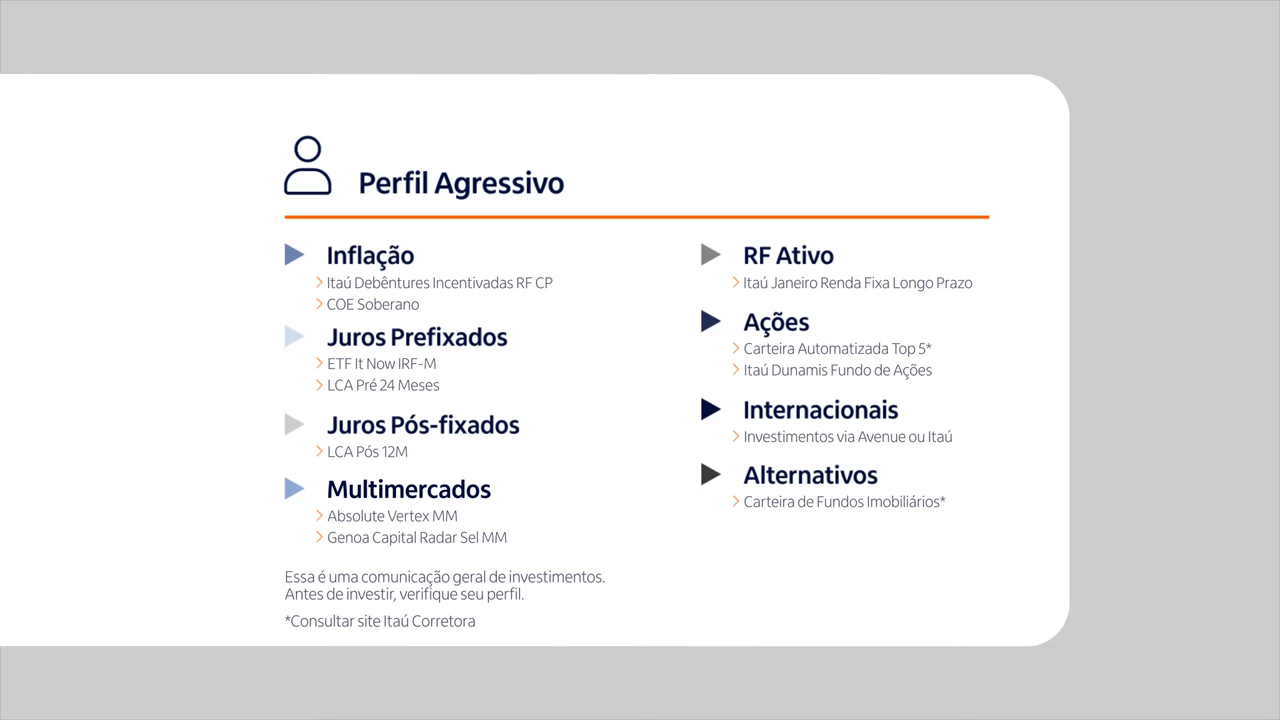 Perfil Agressivo
Inflação
Itaú Debêntures Incentivadas RF CP
COE Soberano
Juros Prefixados
ETF It Now IRF-M
LCA Pré 24 Meses
Juros Pós-fixados
LCA Pós 12M
Multimercados
Absolute Vertex MM
Genoa Capital Radar Sel MM
RF Ativo
Itaú Janeiro Renda Fixa Longo Prazo
Ações
Carteira Automatizada Top 5*
Itaú Dunamis Fundo de Ações
Internacionais
Investimentos via Avenue ou Itaú
Alternativos
Carteira de Fundos Imobiliários*
Essa é uma comunicação geral de investimentos.
Antes de investir, verifique seu perfil.
*Consultar site Itaú Corretora